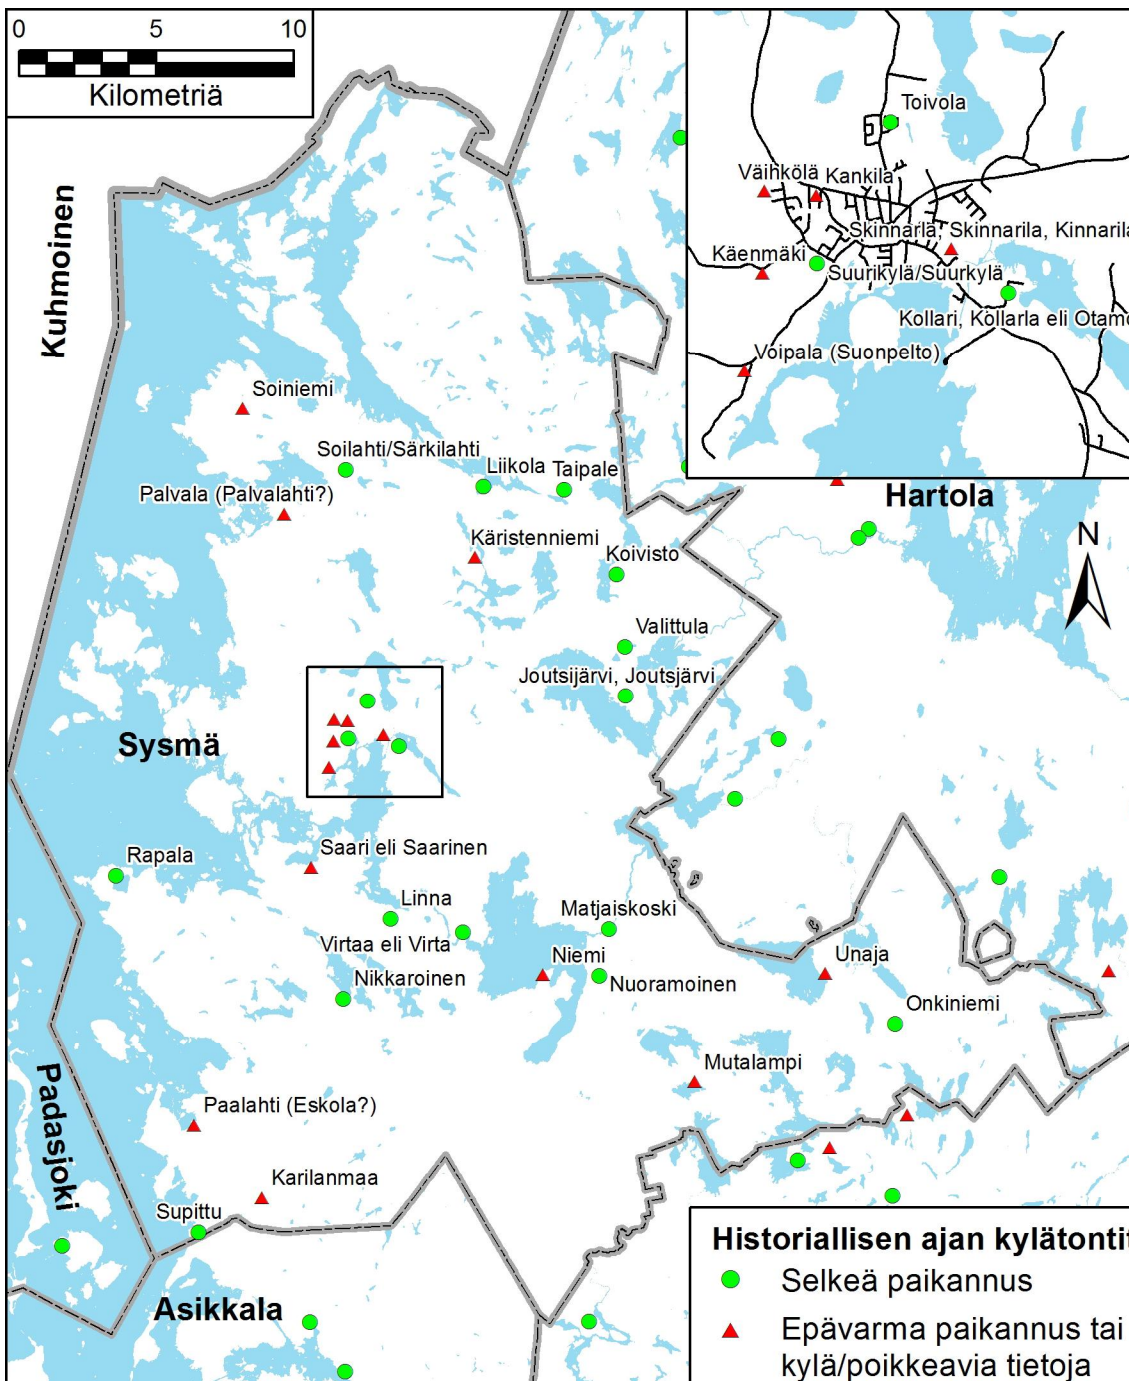 0 5 10
Kilometriä
Toivola
Väihkölä
Kankila
Skinnarla, Skinnarila, Kinnarila
Käenmäki
Suurikylä/Suurkylä
Kollari, Kollarla eli Otamo
Voipala (Suonpelto)
Kuhmoinen
Soiniemi
Soilahti/Särkilahti
Liikola
Taipale
Palvala (Palvalahti?)
Hartola
Käristenniemi
Koivisto
N
Valittula
Joutsijärvi, Joutsjärvi
Sysmä
Saari eli Saarinen
Rapala
Linna
Matjaiskoski
Virtaa eli Virta
Niemi
Unaja
Nikkaroinen
Nuoramoinen
Onkiniemi
Mutalampi
Padasjoki
Paalahti (Eskola?)
Karilanmaa
Supittu
Asikkala
Historiallisen ajan kylätontit
Selkeä paikannus
Epävarma paikannus tai
kylä/poikkeavia tietoja